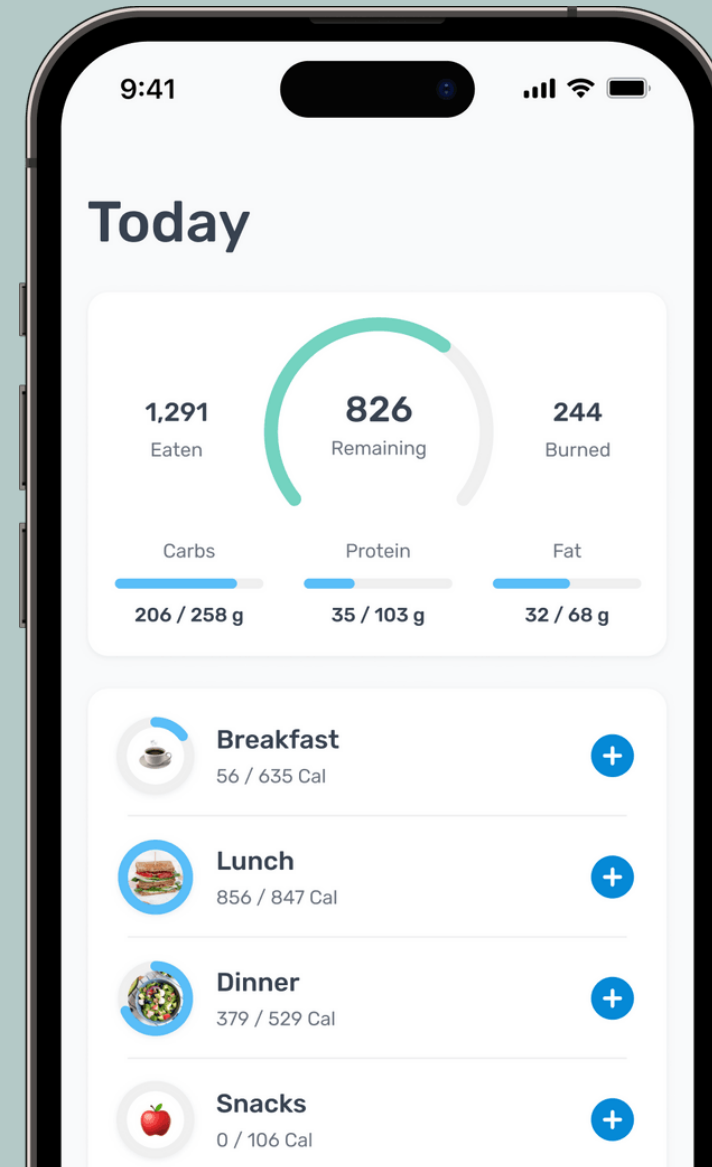 9:41
Today
1,291
Eaten
826
Remaining
244
Burned
Carbs
206 / 258 g
Protein
35 / 103 g
Fat
32 / 68 g
Breakfast
56 / 635 Cal
Lunch
856 / 847 Cal
Dinner
379 / 529 Cal
Snacks
0 / 106 Cal